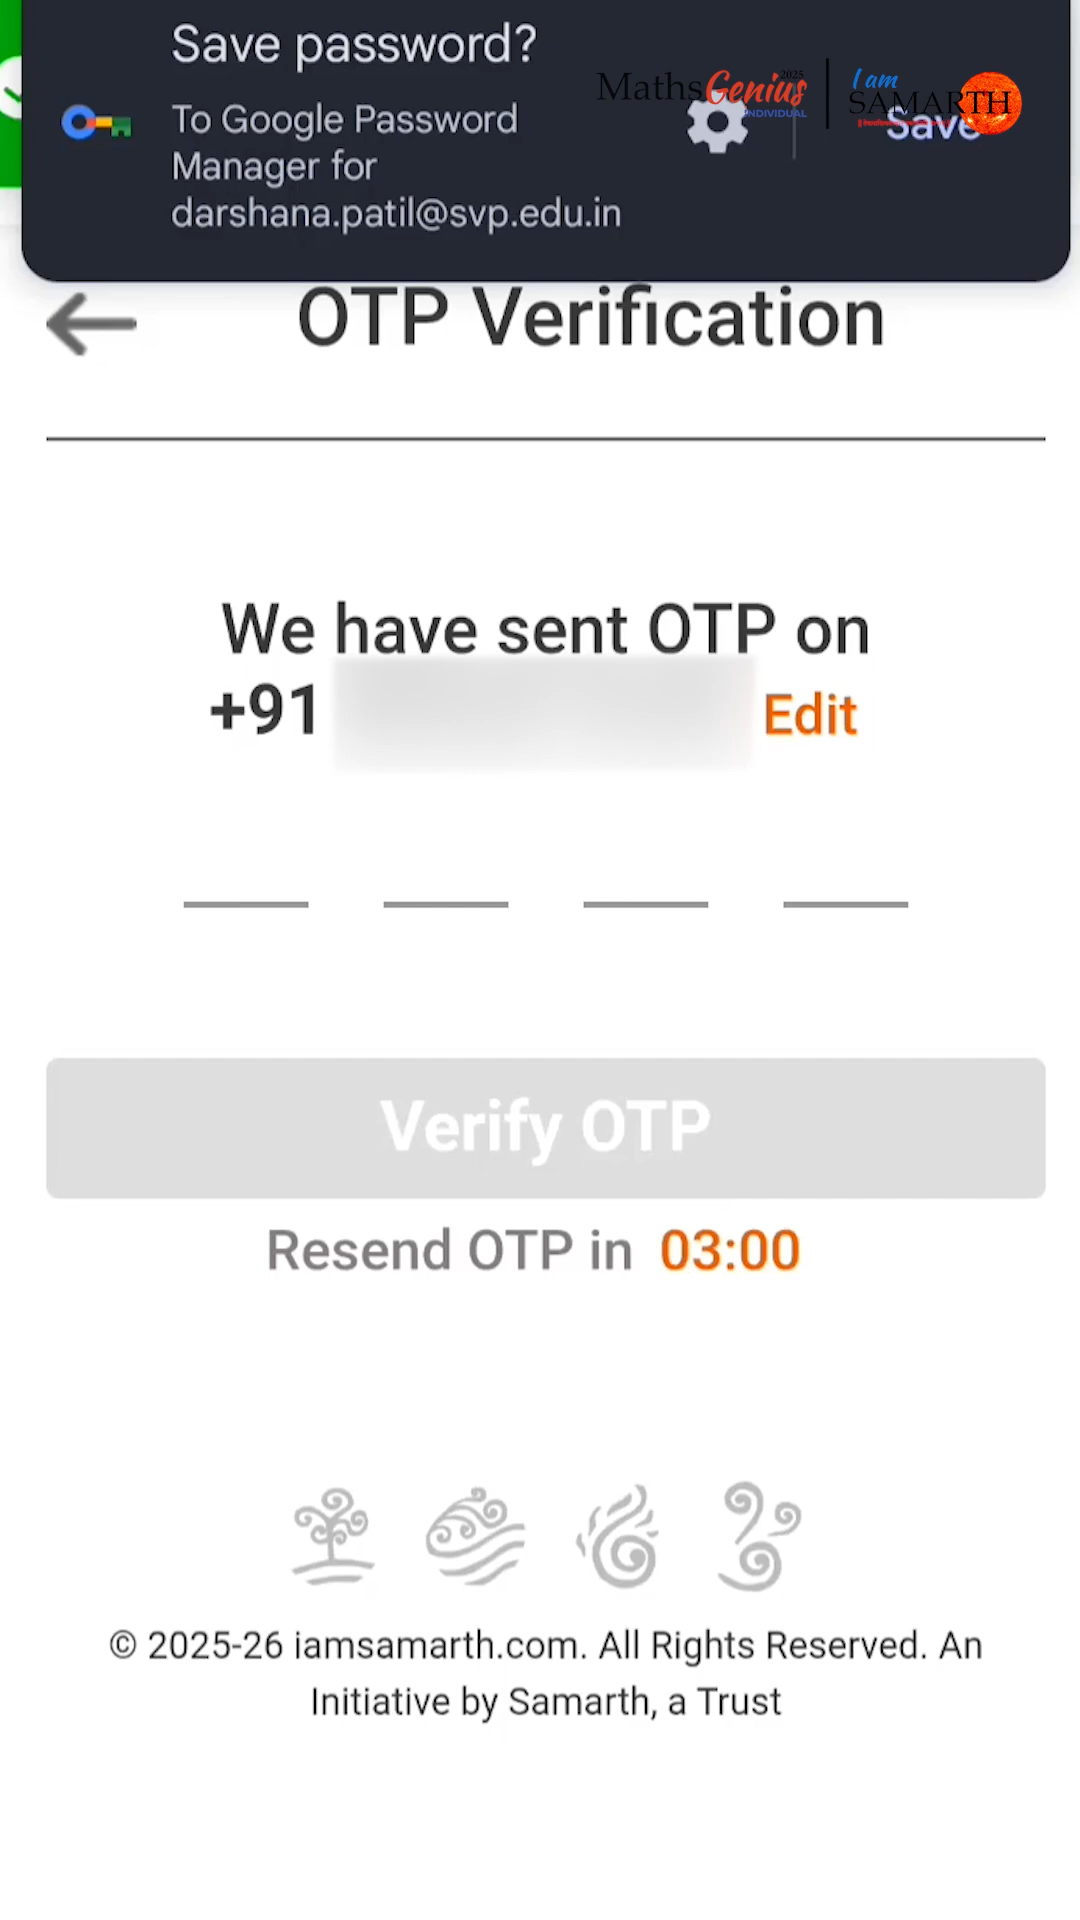 Save password?
Maths Genius 2025
INDIVIDUAL
I am
SAMARTH
To Google Password
Manager for
darshana.patil@svp.edu.in
Save
OTP Verification
We have sent OTP on
+91 Edit
Verify OTP
Resend OTP in 03:00
© 2025-26 iamsamarth.com. All Rights Reserved. An
Initiative by Samarth, a Trust